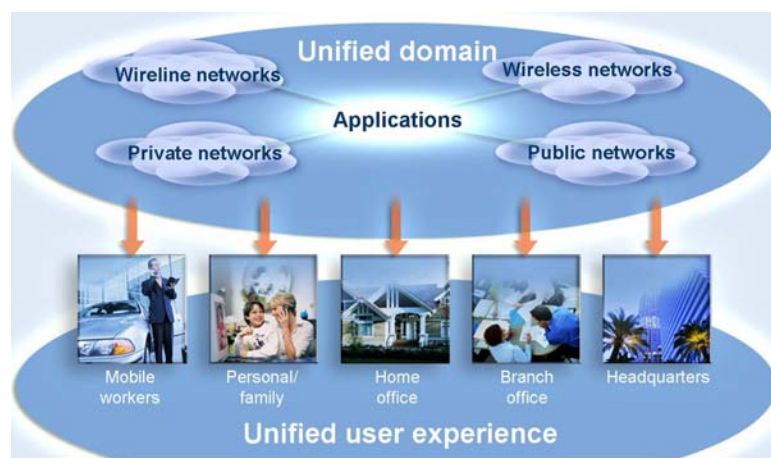 Unified domain
Wireline networks
Wireless networks
Applications
Private networks
Public networks
Mobile
workers
Personal/
family
Home
office
Branch
office
Headquarters
Unified user experience